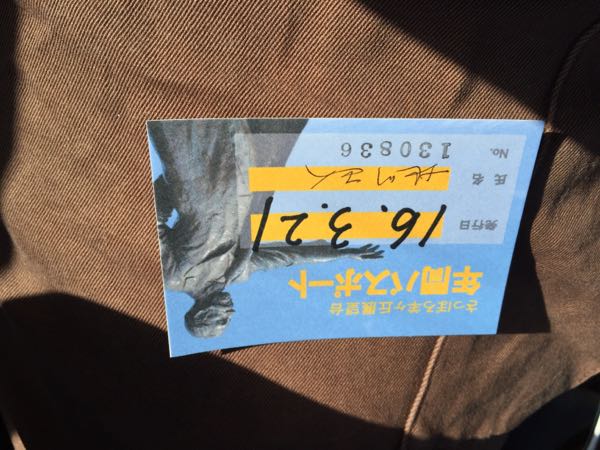 さっぽろ羊ヶ丘展望台
年間パスポート
発行日 16.3.21
氏名
No. 130836